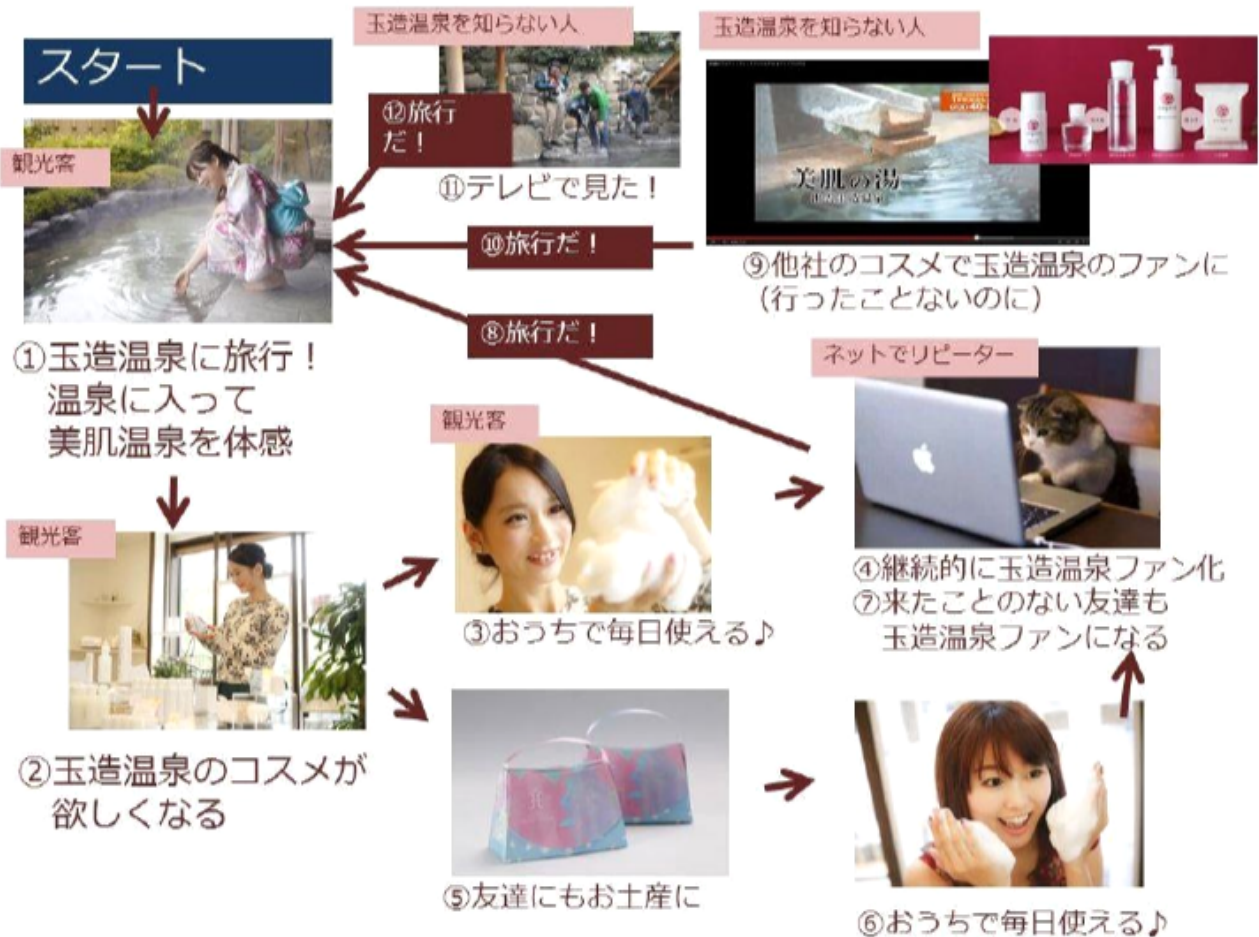 スタート
観光客
①玉造温泉に旅行！
温泉に入って
美肌温泉を体感
観光客
②玉造温泉のコスメが
欲しくなる
観光客
③おうちで毎日使える♪
ネットでリピーター
④継続的に玉造温泉ファン化
⑦来たことのない友達も
玉造温泉ファンになる
⑤友達にもお土産に
⑥おうちで毎日使える♪
⑧旅行だ！
玉造温泉を知らない人
美肌の湯
⑨他社のコスメで玉造温泉のファンに
（行ったことないのに）
⑩旅行だ！
玉造温泉を知らない人
⑪テレビで見た！
⑫旅行
だ！